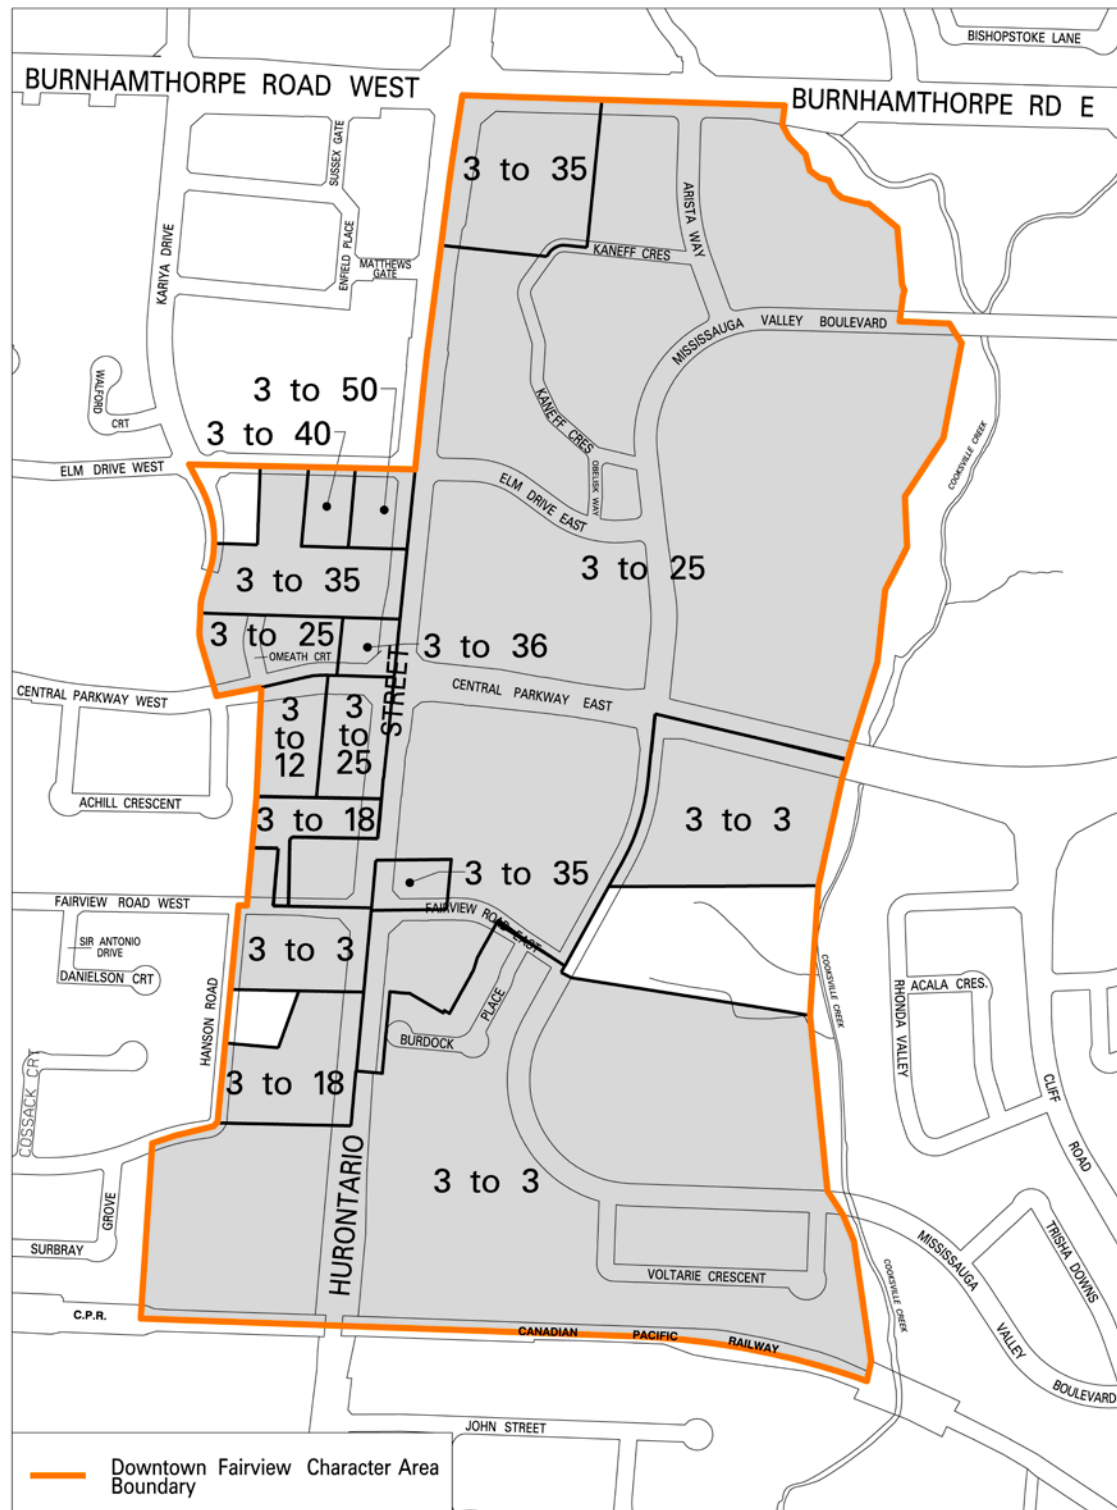 BISHOPSTOKE LANE
BURNHAMTHORPE ROAD WEST
BURNHAMTHORPE RD E
SUSSEX GATE
3 to 35
ARISTA WAY
KARIYA DRIVE
ENFIELD PLACE
MATTHEWS
GATE
KANEFF CRES
MISSISSAUGA VALLEY BOULEVARD
3 to 50
WALFORD
CRT
KANEFF CRES
3 to 40
ELM DRIVE WEST
OBELISK WAY
ELM DRIVE EAST
COOKSVILLE CREEK
3 to 35
3 to 25
3 to 25
3 to 36
OMEATH CRT
STREET
CENTRAL PARKWAY WEST
CENTRAL PARKWAY EAST
3
to
12
3
to
25
ACHILL CRESCENT
3 to 18
3 to 3
3 to 35
FAIRVIEW ROAD WEST
FAIRVIEW ROAD EAST
SIR ANTONIO
DRIVE
3 to 3
DANIELSON CRT
HANSON ROAD
PLACE
BURDOCK
COOKSVILLE CREEK
ACALA CRES.
RHONDA VALLEY
COSSACK CRT
3 to 18
CLIFF
ROAD
GROVE
SURBRAY
HURONTARIO
3 to 3
MISSISSAUGA
VALLEY
BOULEVARD
TRISHA DOWNS
VOLTARIE CRESCENT
COOKSVILLE CREEK
C.P.R.
CANADIAN PACIFIC RAILWAY
JOHN STREET
Downtown Fairview Character Area
Boundary